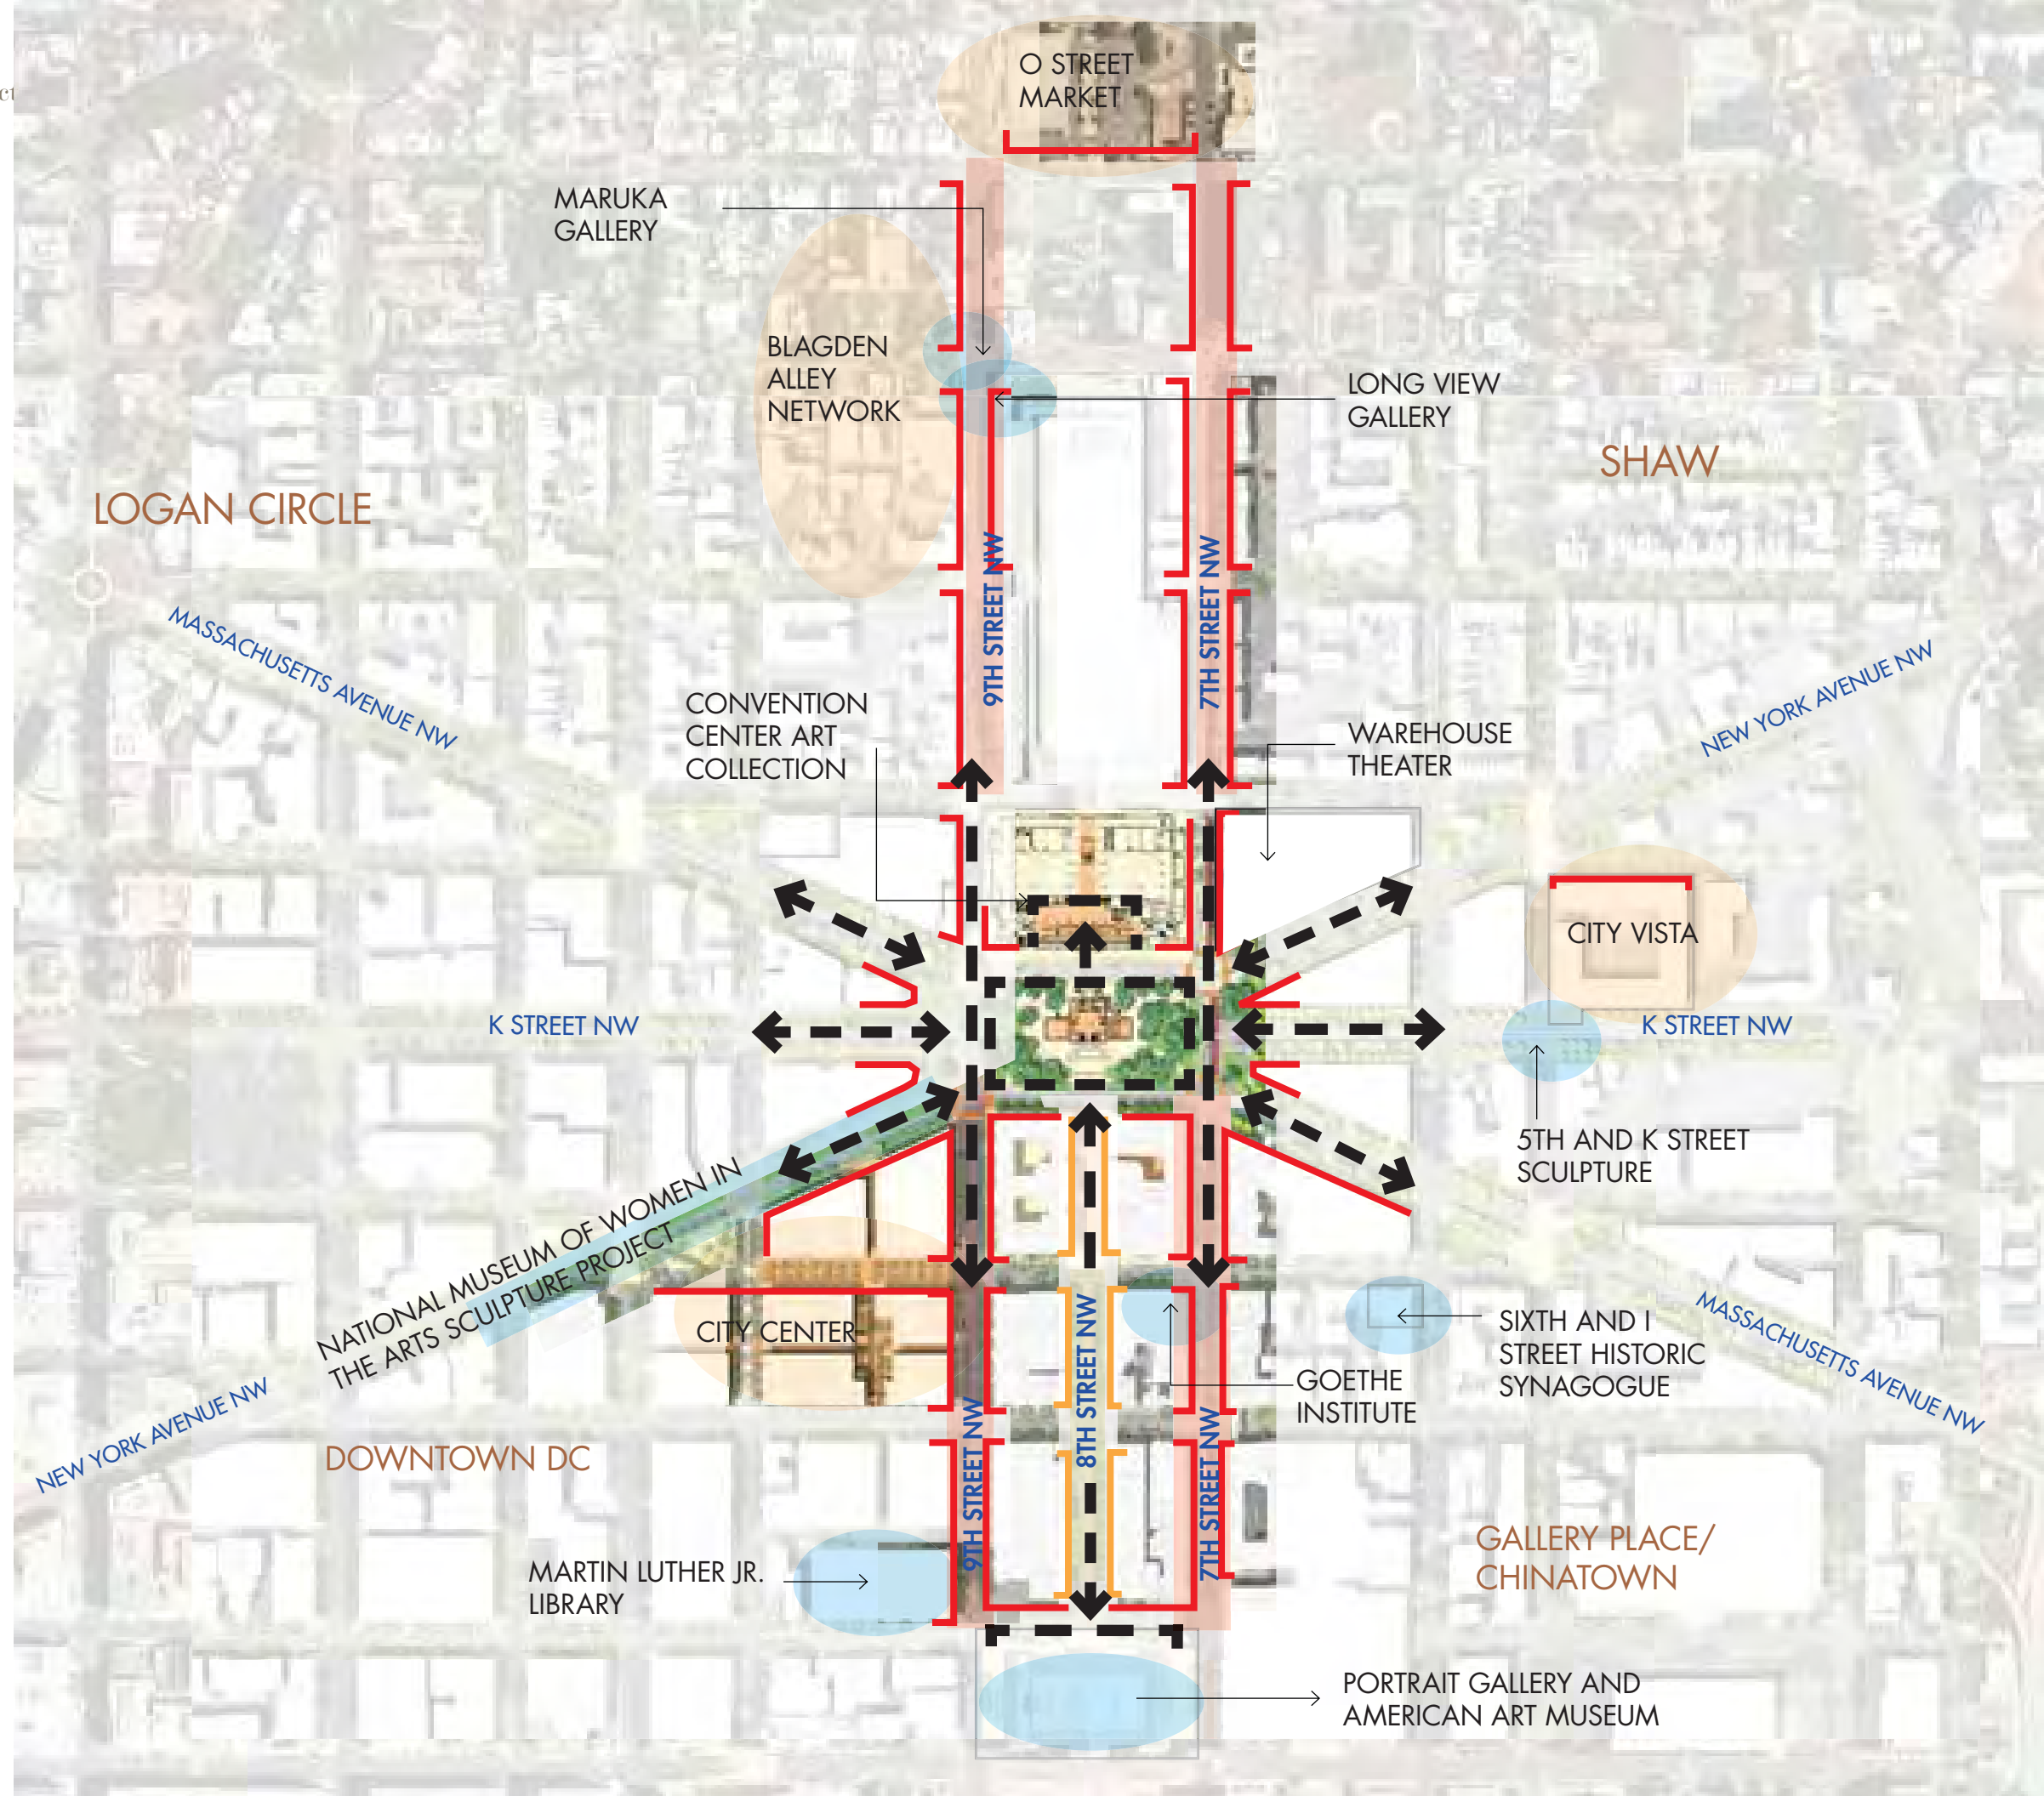 ct
O STREET
MARKET
MARUKA
GALLERY
BLAGDEN
ALLEY
NETWORK
LONG VIEW
GALLERY
SHAW
LOGAN CIRCLE
9TH STREET NW
7TH STREET NW
MASSACHUSETTS AVENUE NW
NEW YORK AVENUE NW
CONVENTION
CENTER ART
COLLECTION
WAREHOUSE
THEATER
CITY VISTA
K STREET NW
K STREET NW
5TH AND K STREET
SCULPTURE
NATIONAL MUSEUM OF WOMEN IN
THE ARTS SCULPTURE PROJECT
CITY CENTER
8TH STREET NW
SIXTH AND I
STREET HISTORIC
SYNAGOGUE
MASSACHUSETTS AVENUE NW
GOETHE
INSTITUTE
NEW YORK AVENUE NW
DOWNTOWN DC
9TH STREET NW
7TH STREET NW
GALLERY PLACE/
CHINATOWN
MARTIN LUTHER JR.
LIBRARY
PORTRAIT GALLERY AND
AMERICAN ART MUSEUM